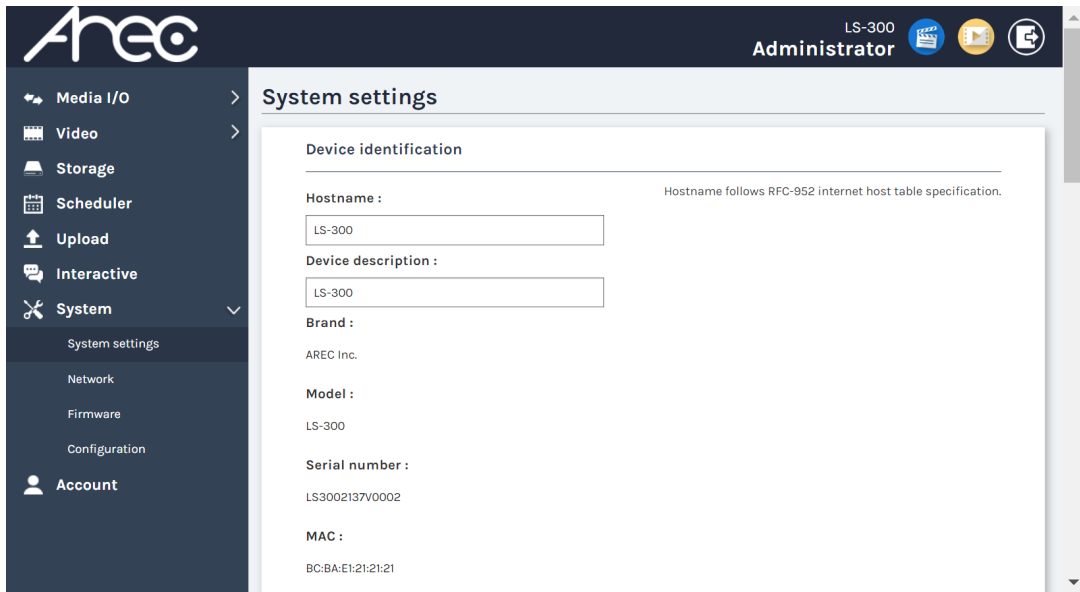 Arec
LS-300
Administrator
Media I/O
Video
Storage
Scheduler
Upload
Interactive
System
System settings
Network
Firmware
Configuration
Account
System settings
Device identification
Hostname :
Hostname follows RFC-952 internet host table specification.
LS-300
Device description :
LS-300
Brand :
AREC Inc.
Model :
LS-300
Serial number :
LS3002137V0002
MAC :
BC:BA:E1:21:21:21